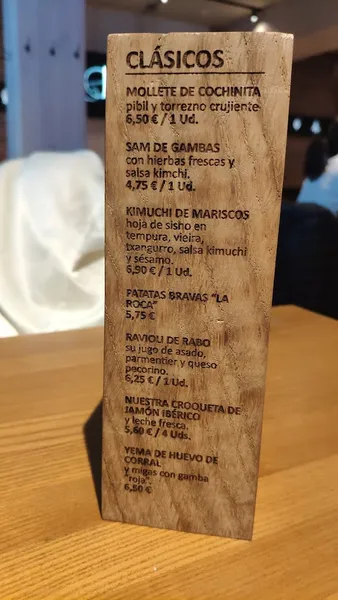 CLÁSICOS
MOLLETE DE COCHINITA
pibil y torrezno crujiente
6,50 € / 1 Ud.
SAM DE GAMBAS
con hierbas frescas y
salsa kimchi.
4,75 € / 1 Ud.
KIMUCHI DE MARISCOS
hoja de sisho en
tempura, vieira,
txangurro, salsa kimuchi
y sésamo.
6,90 € / 1 Ud.
PATATAS BRAVAS "LA
ROCA"
5,75 €
RAVIOLI DE RABO
su jugo de asado,
parmentier y queso
pecorino.
6,25 € / 1 Ud.
NUESTRA CROQUETA DE
JAMÓN IBÉRICO
y leche fresca.
5,60 € / 4 Uds.
YEMA DE HUEVO DE
CORRAL
y migas con gamba
"roja".
6,50 €